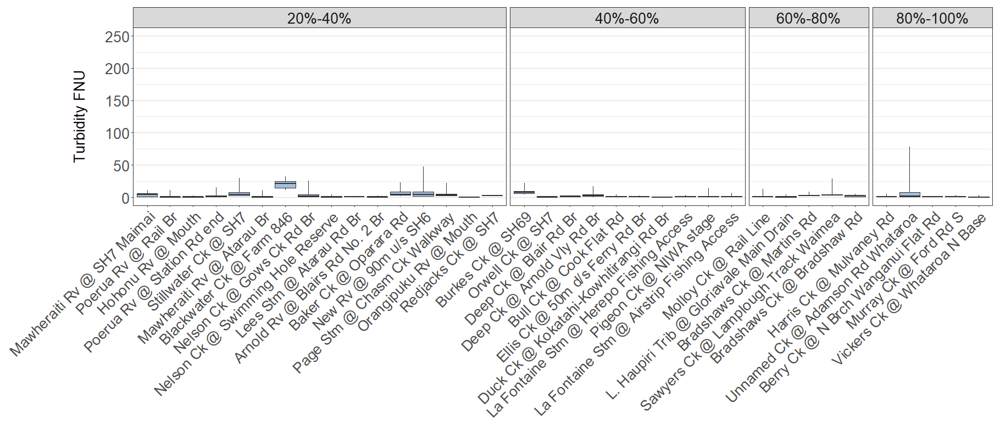 20%-40%
40%-60%
60%-80%
80%-100%
Turbidity FNU
250
200
150
100
50
0
Mawheraiti Rv @ SH7 Maimai
Poerua Rv @ Rail Br
Hohonu Rv @ Mouth
Poerua Rv @ Station Rd end
Stillwater Ck @ SH7
Mawheraiti Rv @ Atarau Br
Blackwater Ck @ Farm 846
Nelson Ck @ Gows Ck Rd Br
Nelson Ck @ Swimming Hole Reserve
Lees Stm @ Atarau Rd Br
Arnold Rv @ Blairs Rd No. 2 Br
Baker Ck @ Oparara Rd
New Rv @ 90m u/s SH6
Page Stm @ Chasm Ck Walkway
Orangipuku Rv @ Mouth
Redjacks Ck @ SH7
Burkes Ck @ SH69
Orwell Ck @ SH7
Deep Ck @ Blair Rd Br
Deep Ck @ Arnold Vly Rd Br
Bull Ck @ Cook Flat Rd
Ellis Ck @ 50m d/s Ferry Rd Br
Duck Ck @ Kokatahi-Kowhitirangi Rd Br
La Fontaine Stm @ Herepo Fishing Access
Pigeon Ck @ NIWA stage
La Fontaine Stm @ Airstrip Fishing Access
Molloy Ck @ Rail Line
L. Haupiri Trib @ Gloriavale Main Drain
Bradshaws Ck @ Martins Rd
Sawyers Ck @ Lamplough Track Waimea
Bradshaws Ck @ Bradshaw Rd
Harris Ck @ Mulvaney Rd
Unnamed Ck @ Adamson Rd Whataroa
Berry Ck @ N Brch Wanganui Flat Rd
Murray Ck @ Ford Rd S
Vickers Ck @ Whataroa N Base